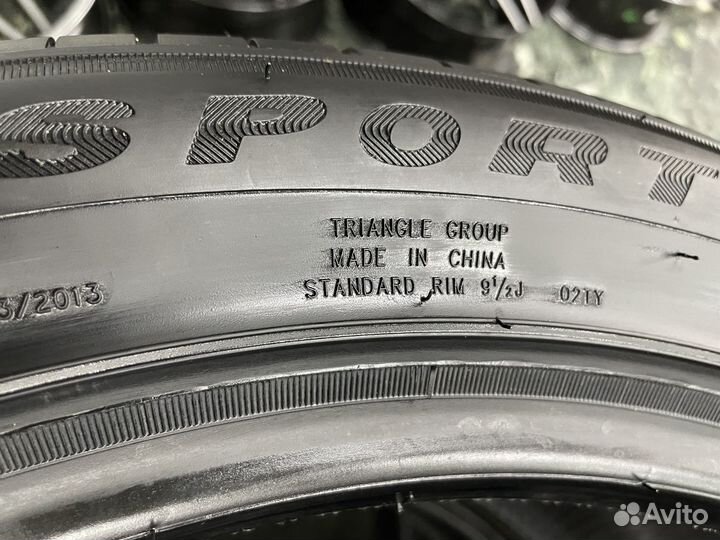 SPORT
TRIANGLE GROUP
MADE IN CHINA
STANDARD RIM 9½J 02TY
3/2013
Avito